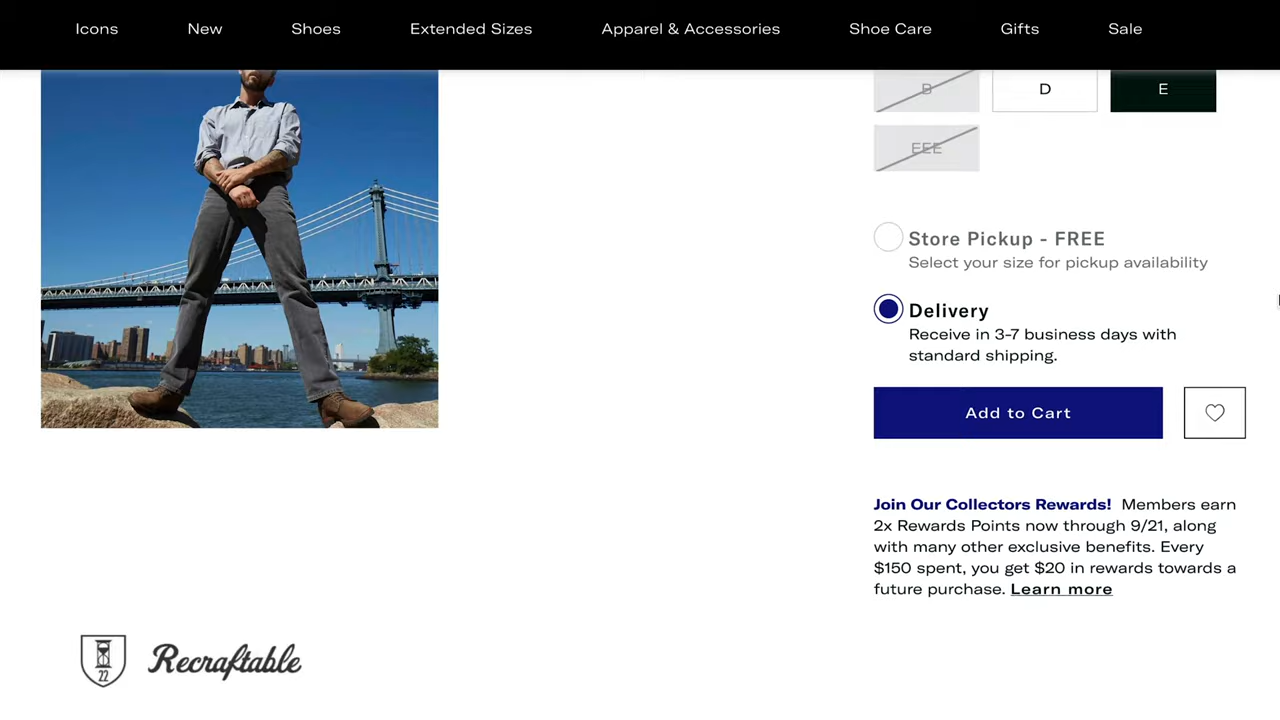 Icons New Shoes Extended Sizes Apparel & Accessories Shoe Care Gifts Sale
B D E
EEE
Store Pickup - FREE
Select your size for pickup availability
Delivery
Receive in 3-7 business days with
standard shipping.
Add to Cart
Join Our Collectors Rewards! Members earn
2x Rewards Points now through 9/21, along
with many other exclusive benefits. Every
$150 spent, you get $20 in rewards towards a
future purchase. Learn more
22 Recraftable